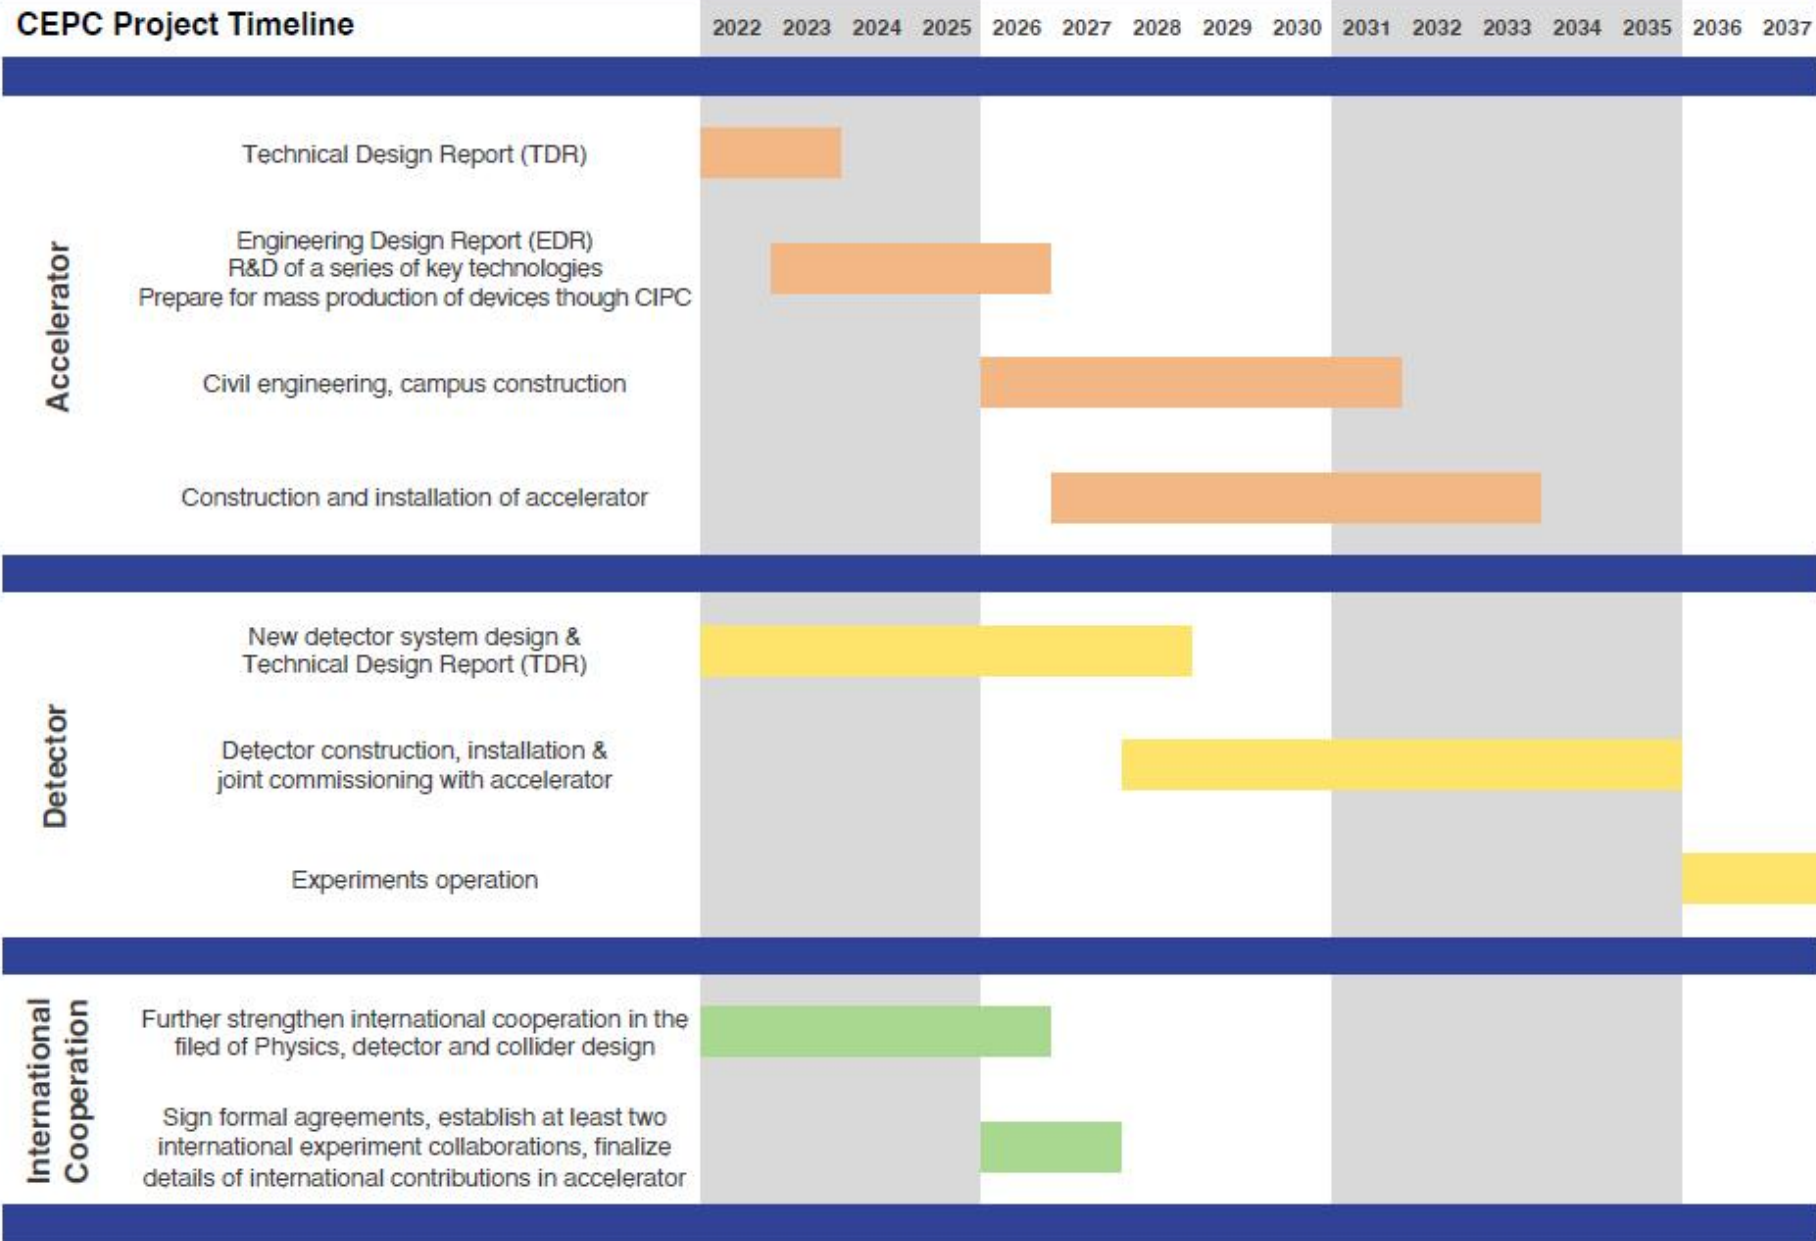 CEPC Project Timeline
2022 2023 2024 2025 2026 2027 2028 2029 2030 2031 2032 2033 2034 2035 2036 2037
Accelerator
Technical Design Report (TDR)
Engineering Design Report (EDR)
R&D of a series of key technologies
Prepare for mass production of devices though CIPC
Civil engineering, campus construction
Construction and installation of accelerator
Detector
New detector system design &
Technical Design Report (TDR)
Detector construction, installation &
joint commissioning with accelerator
Experiments operation
International
Cooperation
Further strengthen international cooperation in the
filed of Physics, detector and collider design
Sign formal agreements, establish at least two
international experiment collaborations, finalize
details of international contributions in accelerator